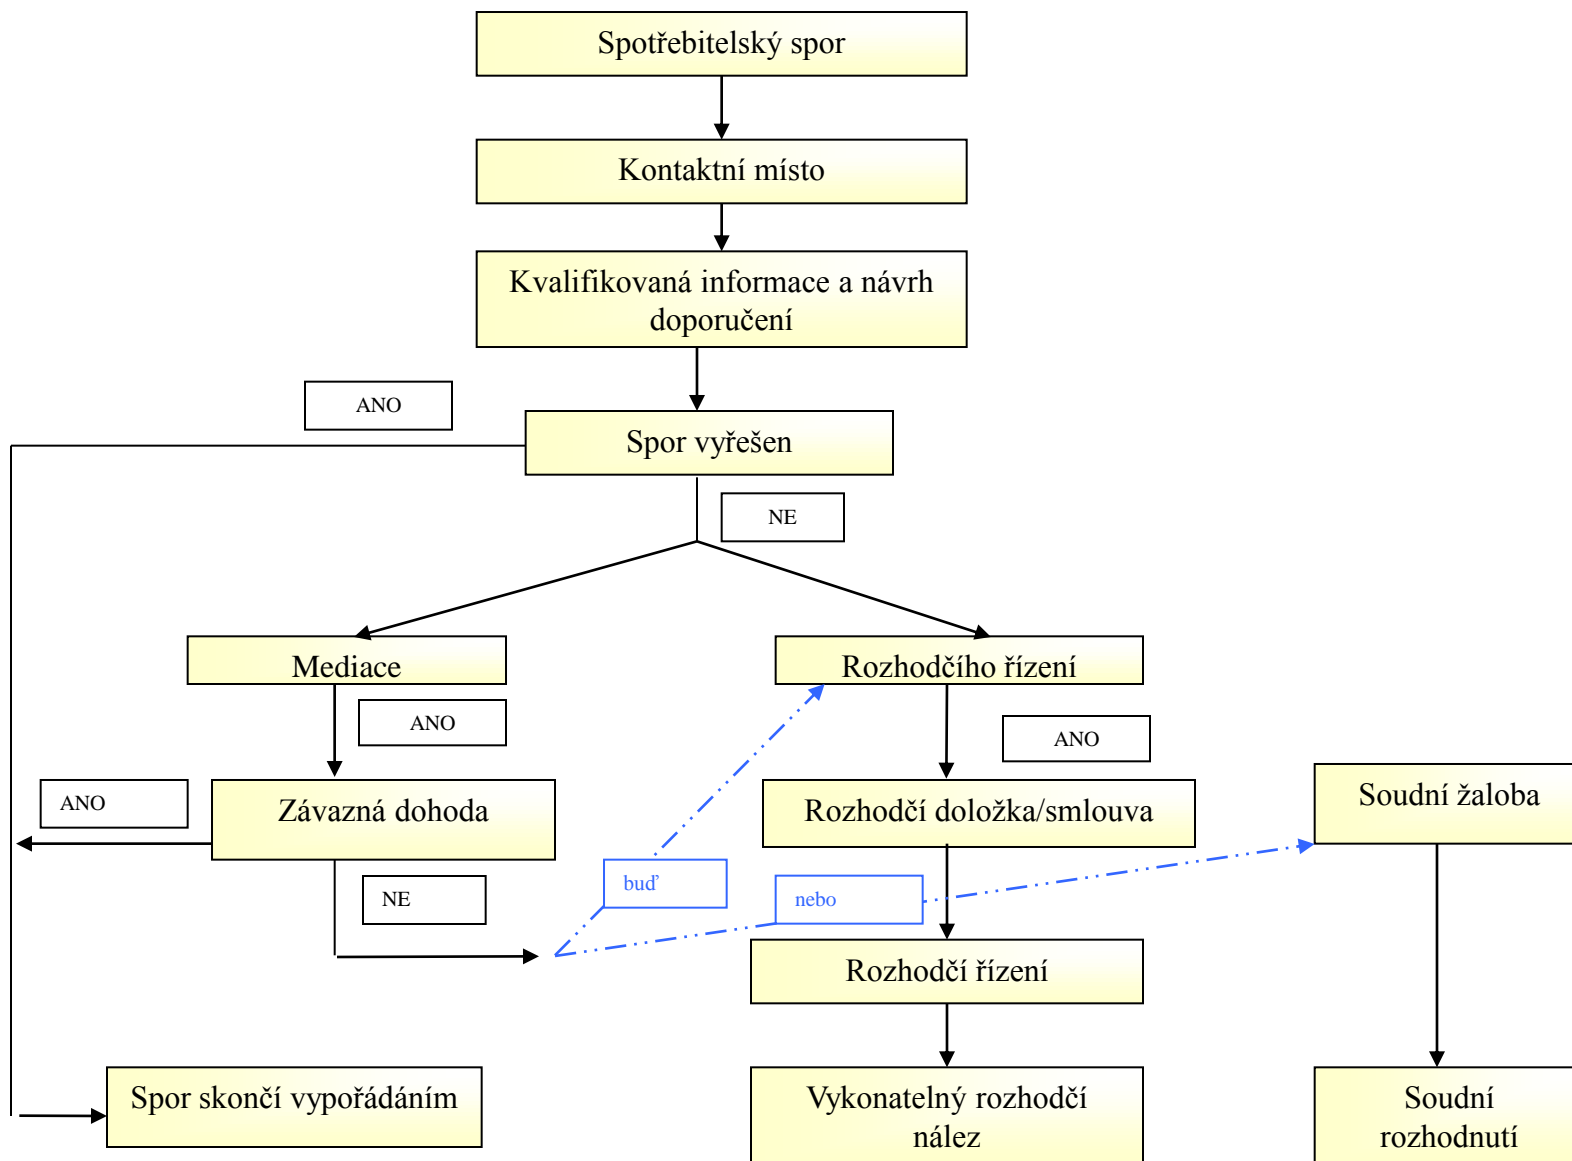 Spotřebitelský spor
Kontaktní místo
Kvalifikovaná informace a návrh
doporučení
ANO
Spor vyřešen
NE
Mediace
Rozhodčího řízení
ANO
ANO
ANO
Závazná dohoda
Rozhodčí doložka/smlouva
Soudní žaloba
NE
buď
nebo
Rozhodčí řízení
Spor skončí vypořádáním
Vykonatelný rozhodčí
nález
Soudní
rozhodnutí